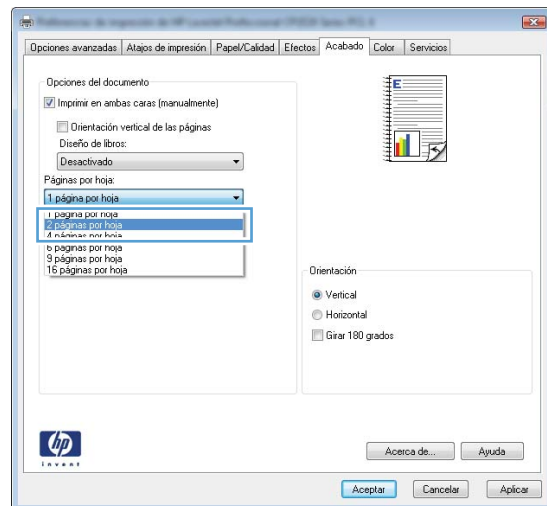 Opciones avanzadas Atajos de impresión Papel/Calidad Efectos Acabado Color Servicios
Opciones del documento
Imprimir en ambas caras (manualmente)
Orientación vertical de las páginas
Diseño de libros:
Desactivado
Páginas por hoja:
1 página por hoja
1 página por hoja
2 páginas por hoja
4 páginas por hoja
6 páginas por hoja
9 páginas por hoja
16 páginas por hoja
E
Orientación
Vertical
Horizontal
Girar 180 grados
hp
invent
Acerca de... Ayuda
Aceptar Cancelar Aplicar